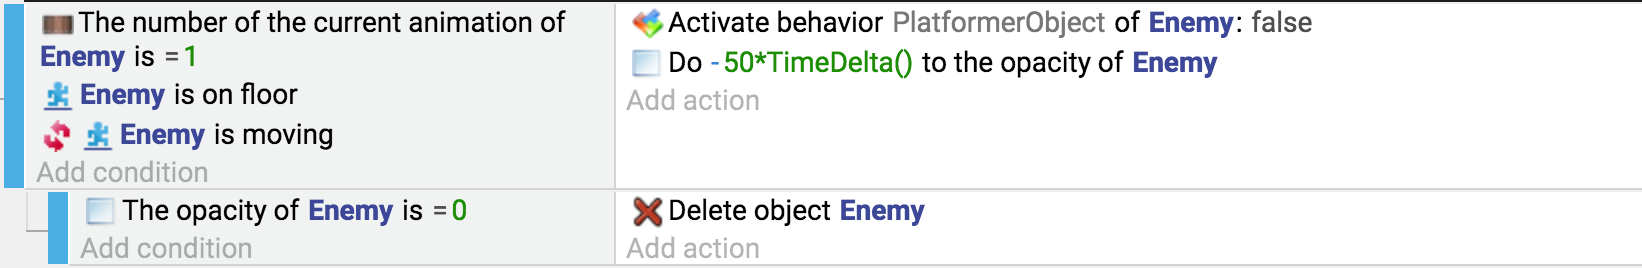 The number of the current animation of
Enemy is = 1
Enemy is on floor
Enemy is moving
Add condition
Activate behavior PlatformerObject of Enemy: false
Do - 50*TimeDelta() to the opacity of Enemy
Add action
The opacity of Enemy is = 0
Add condition
Delete object Enemy
Add action